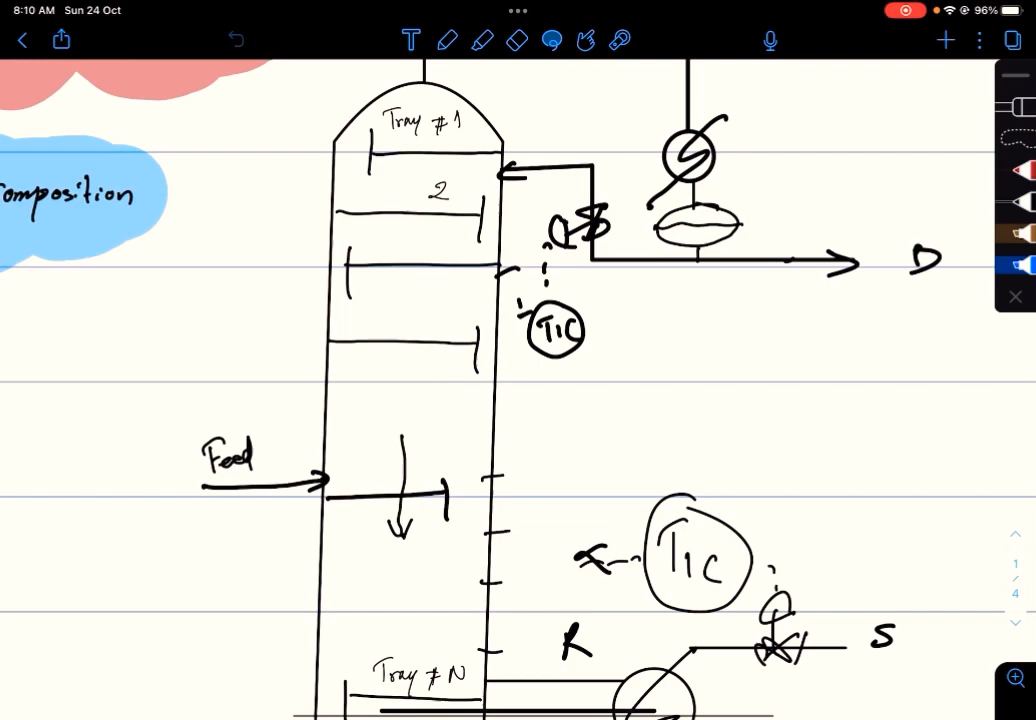 8:10 AM Sun 24 Oct
96%
Tray #1
omposition
2
D
TIC
Feed
TIC
1
/
4
R
S
Tray # N